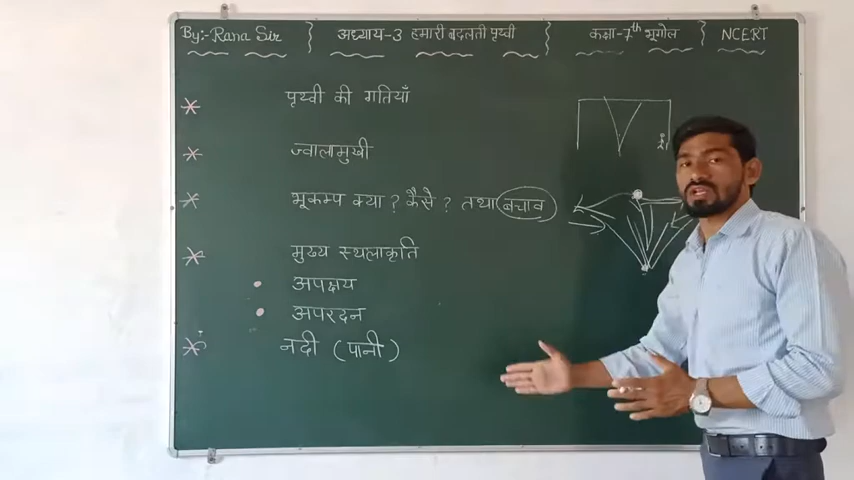 By:- Rana Sir } अध्याय-3 हमारी बदलती पृथ्वी } कक्षा-7th भूगोल } NCERT
* पृथ्वी की गतियाँ
* ज्वालामुखी
* भूकम्प क्या? कैसे? तथा बचाव
* मुख्य स्थलाकृति
• अपक्षय
• अपरदन
* नदी (पानी)